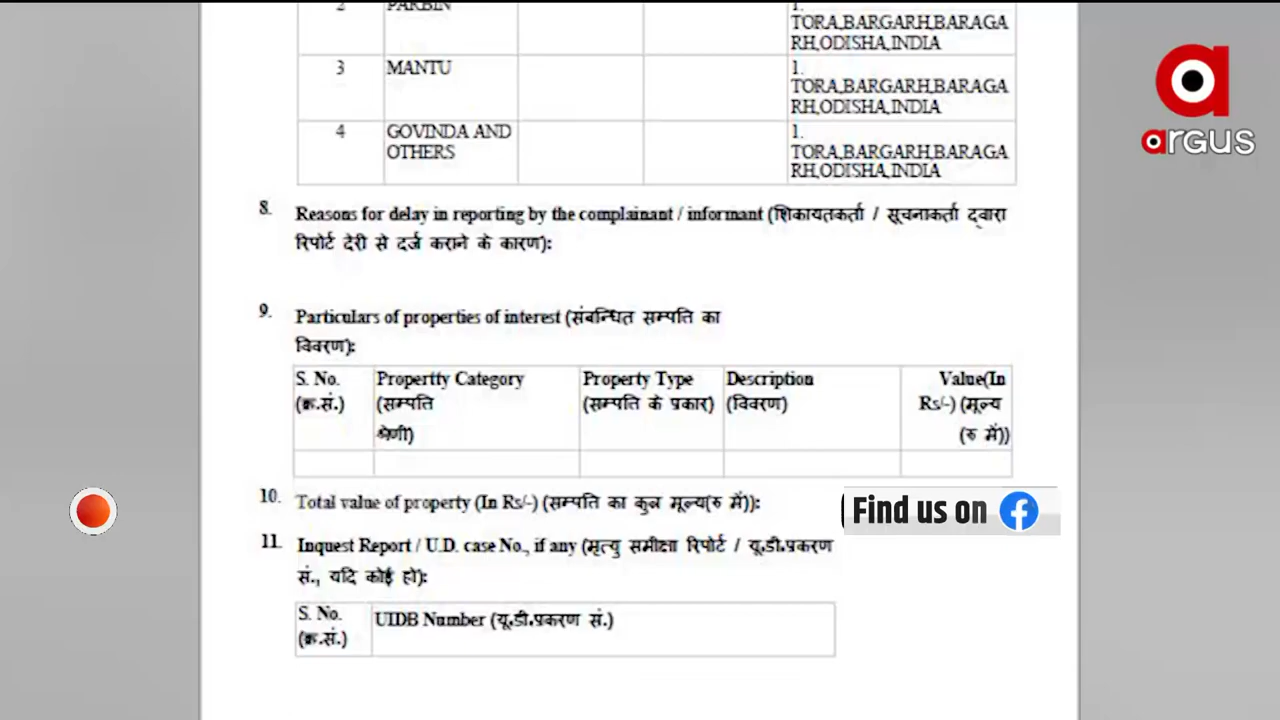 2 PARBIN 1.
TORA,BARGARH,BARAGA
RH,ODISHA,INDIA
3 MANTU 1.
TORA,BARGARH,BARAGA
RH,ODISHA,INDIA
4 GOVINDA AND OTHERS 1.
TORA,BARGARH,BARAGA
RH,ODISHA,INDIA
argus
8. Reasons for delay in reporting by the complainant / informant (शिकायतकर्ता / सूचनाकर्ता द्वारा
रिपोर्ट देरी से दर्ज कराने के कारण):
9. Particulars of properties of interest (संबन्धित सम्पति का
विवरण):
S. No. Propertty Category Property Type Description Value(In
(क्र.सं.) (सम्पति (सम्पति के प्रकार) (विवरण) Rs/-) (मूल्य
श्रेणी) (रु में))
10. Total value of property (In Rs/-) (सम्पति का कुल मूल्य(रु में)):
Find us on
11. Inquest Report / U.D. case No., if any (मृत्यु समीक्षा रिपोर्ट / यू.डी.प्रकरण
सं., यदि कोई हो):
S. No. UIDB Number (यू.डी.प्रकरण सं.)
(क्र.सं.)